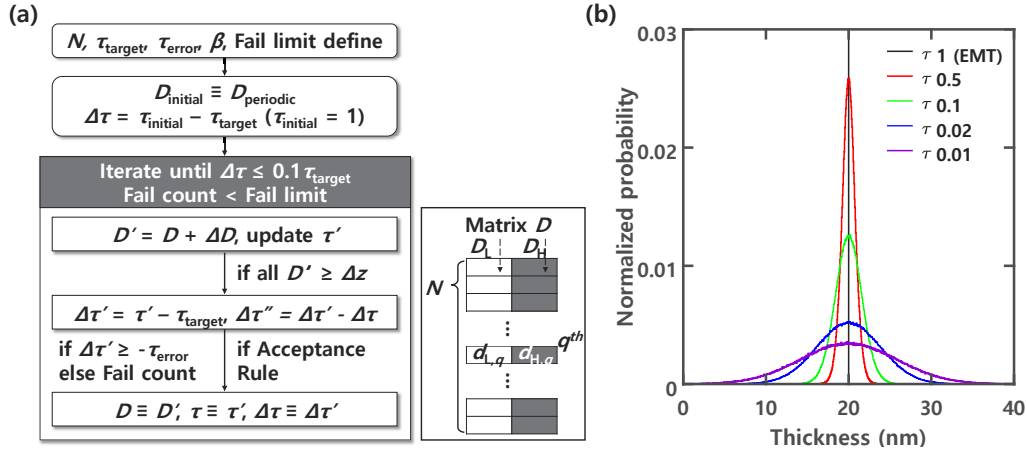 (a)
N, τtarget, τerror, β, Fail limit define
Dinitial ≡ Dperiodic
Δτ = τinitial − τtarget (τinitial = 1)
Iterate until Δτ ≤ 0.1τtarget
Fail count < Fail limit
D′ = D + ΔD, update τ′
if all D′ ≥ Δz
Δτ′ = τ′ − τtarget, Δτ″ = Δτ′ - Δτ
if Δτ′ ≥ -τerror
else Fail count
if Acceptance
Rule
D ≡ D′, τ ≡ τ′, Δτ ≡ Δτ′
Matrix D
DL DH
N
⋮
dL,q dH,q qth
⋮
(b)
Normalized probability
0.03
0.02
0.01
0
τ 1 (EMT)
τ 0.5
τ 0.1
τ 0.02
τ 0.01
0 10 20 30 40
Thickness (nm)